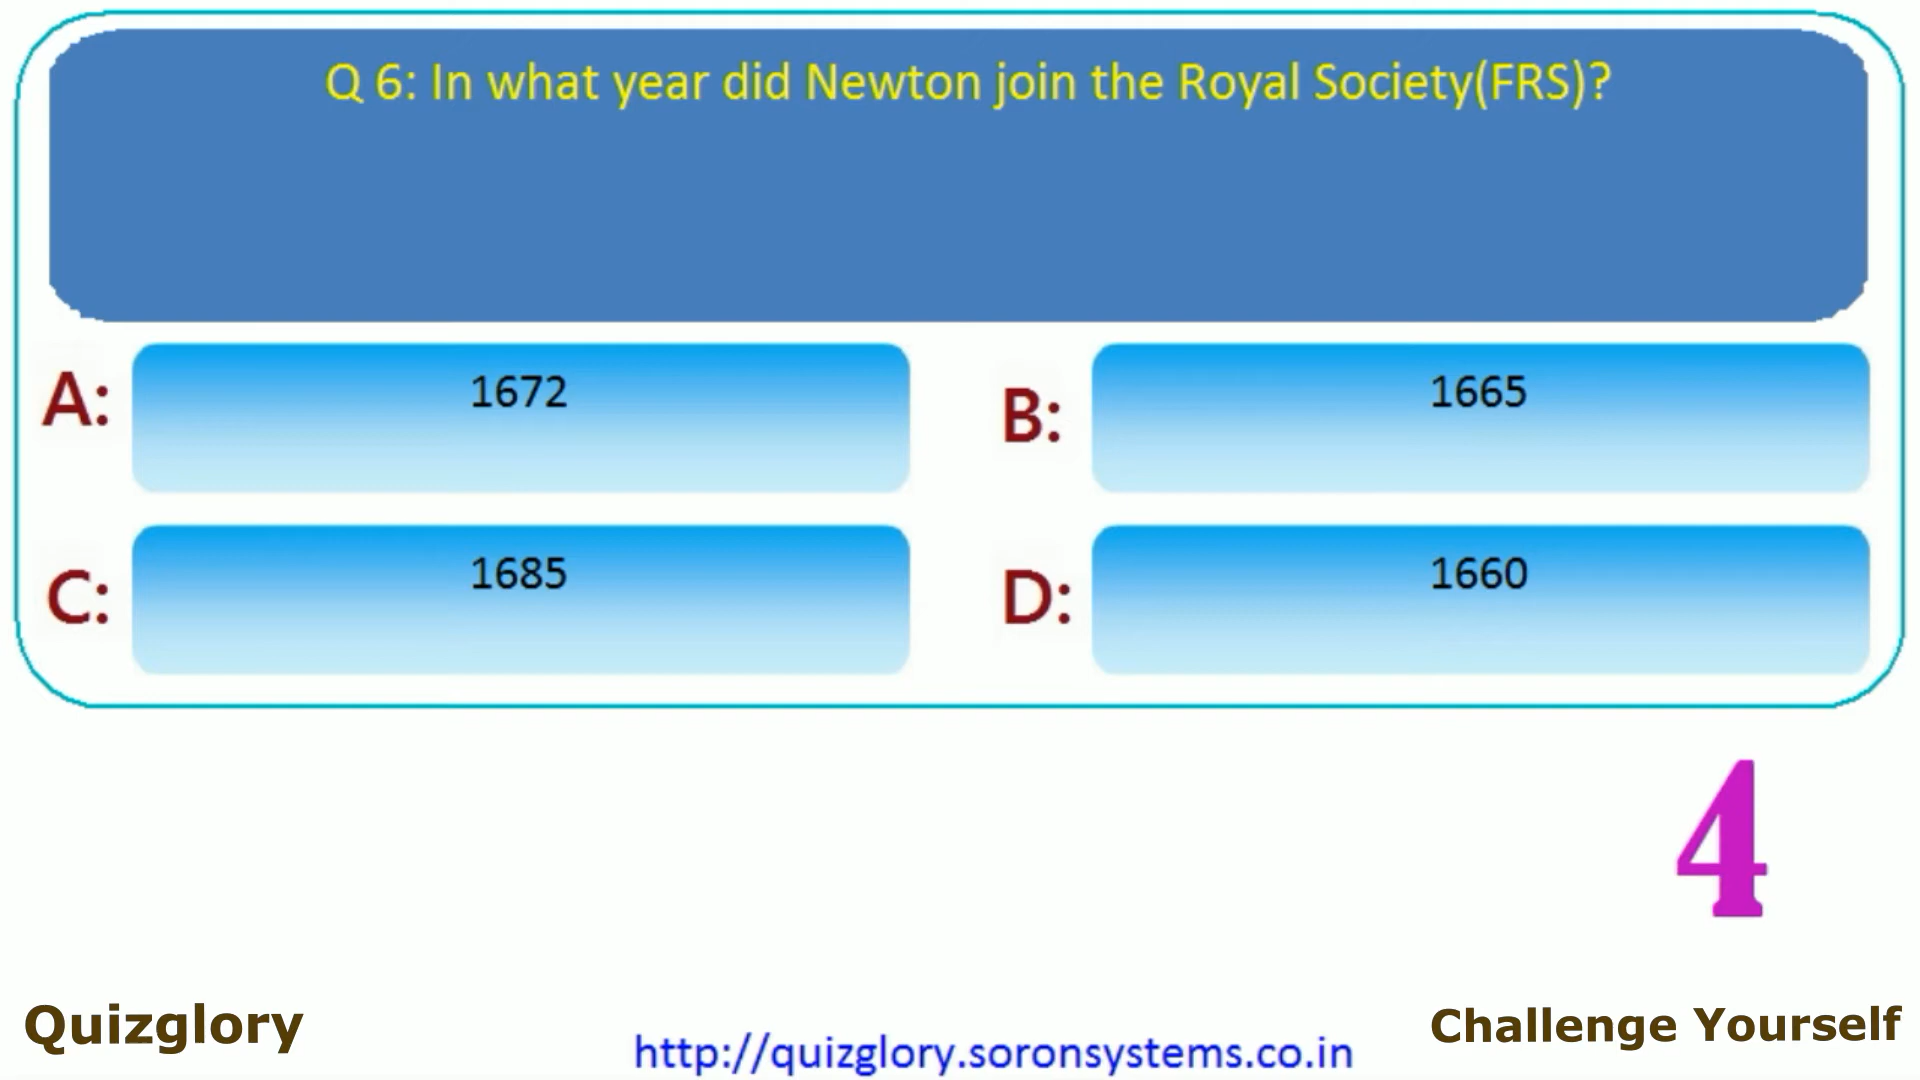 Q 6: In what year did Newton join the Royal Society(FRS)?
A: 1672
B: 1665
C: 1685
D: 1660
4
Quizglory
http://quizglory.soronsystems.co.in
Challenge Yourself